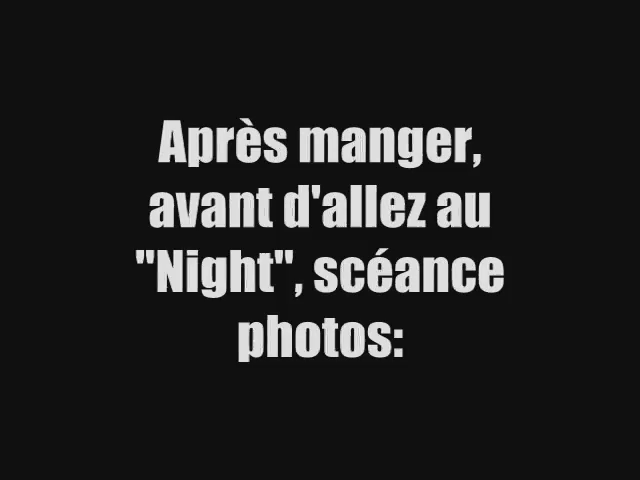 Après manger,
avant d'allez au
"Night", scéance
photos: